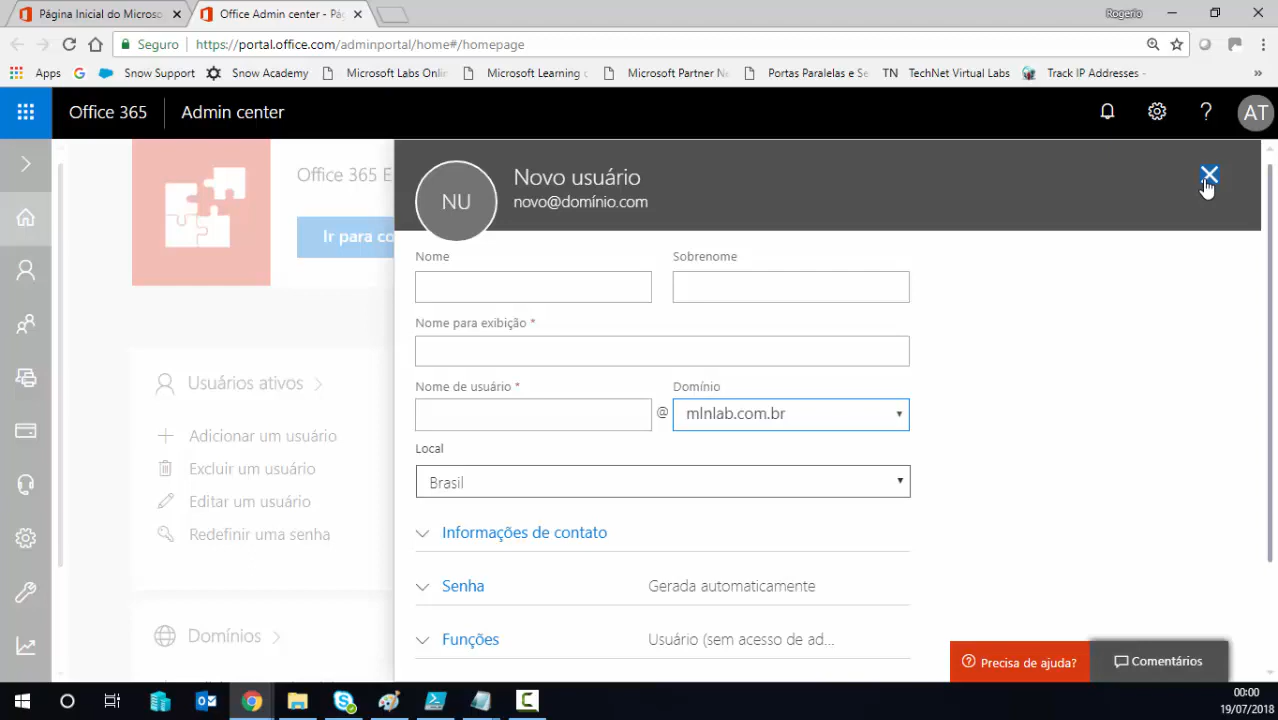 Página Inicial do Microso
Office Admin center - Pá
Rogerio
Seguro
https://portal.office.com/adminportal/home#/homepage
Apps
Snow Support
Snow Academy
Microsoft Labs Onlin
Microsoft Learning
Microsoft Partner N
Portas Paralelas e Se
TN TechNet Virtual Labs
Track IP Addresses -
»
Office 365
Admin center
AT
Office 365 E
Ir para co
Usuários ativos
Adicionar um usuário
Excluir um usuário
Editar um usuário
Redefinir uma senha
Domínios
NU
Novo usuário
novo@domínio.com
Nome
Sobrenome
Nome para exibição *
Nome de usuário *
Domínio
@
mlnlab.com.br
Local
Brasil
Informações de contato
Senha
Gerada automaticamente
Funções
Usuário (sem acesso de ad...
Precisa de ajuda?
Comentários
00:00
19/07/2018